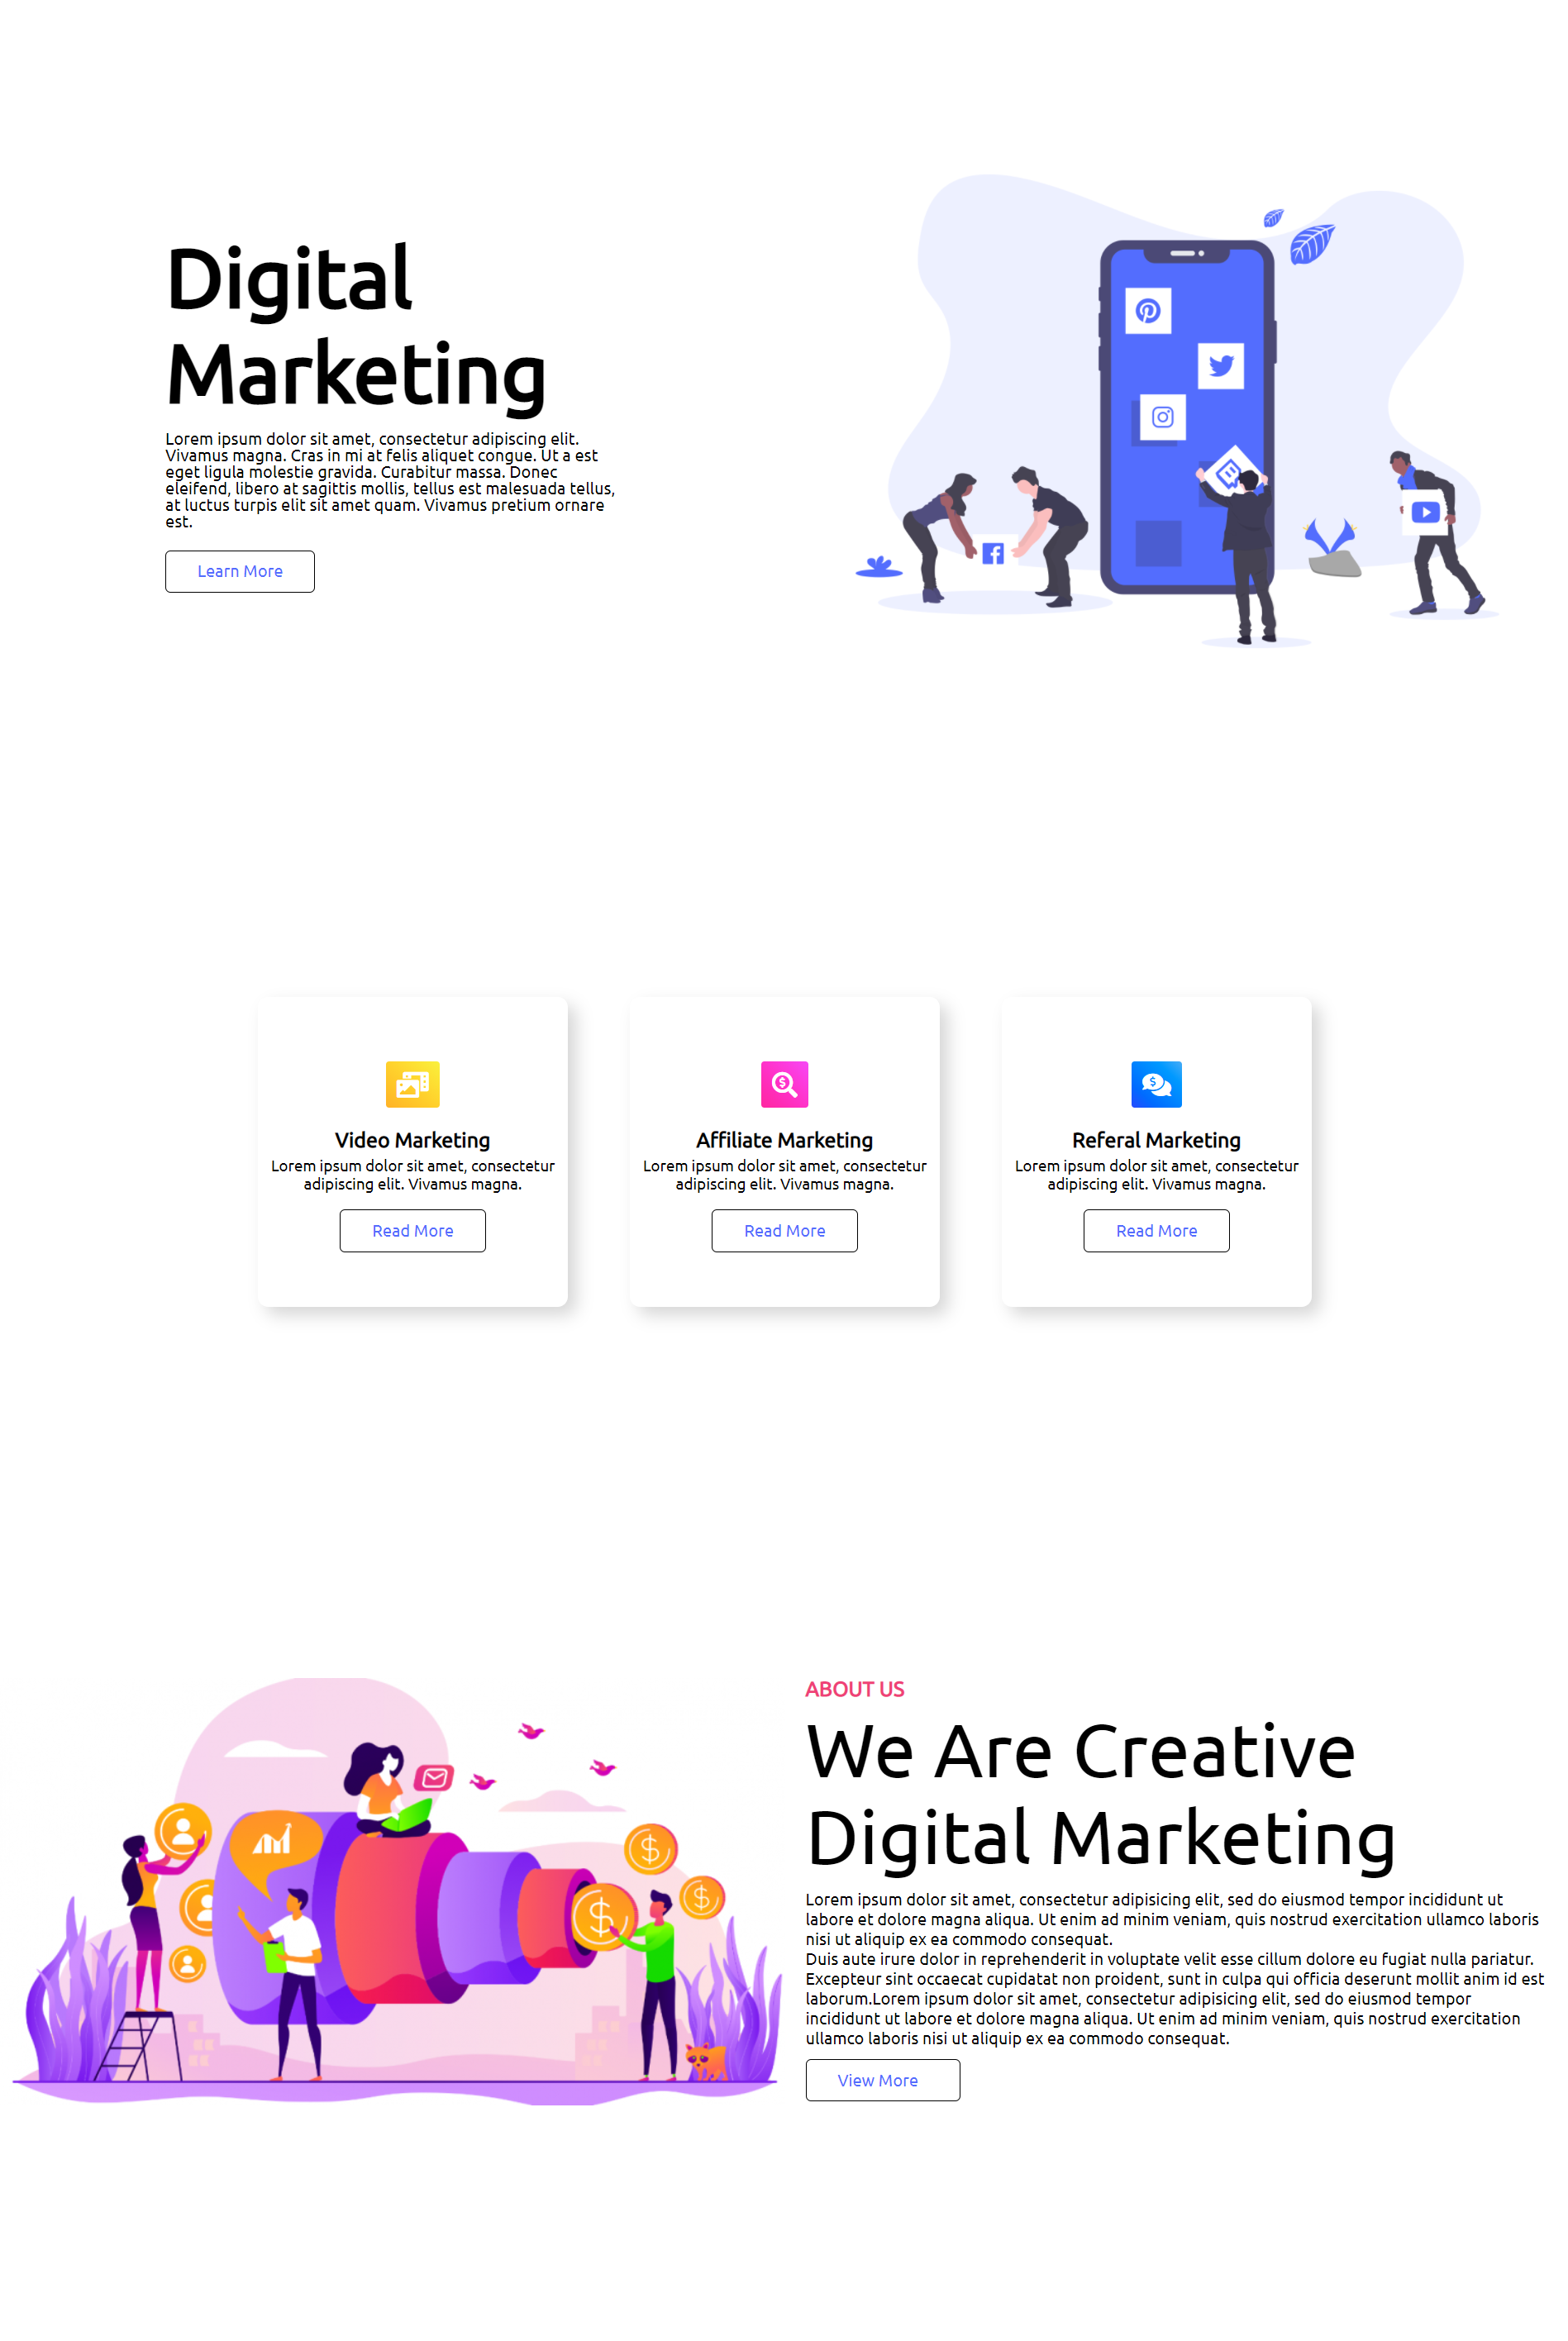 Digital
Marketing
Lorem ipsum dolor sit amet, consectetur adipiscing elit.
Vivamus magna. Cras in mi at felis aliquet congue. Ut a est
eget ligula molestie gravida. Curabitur massa. Donec
eleifend, libero at sagittis mollis, tellus est malesuada tellus,
at luctus turpis elit sit amet quam. Vivamus pretium ornare
est.
Learn More
Video Marketing
Lorem ipsum dolor sit amet, consectetur
adipiscing elit. Vivamus magna.
Read More
Affiliate Marketing
Lorem ipsum dolor sit amet, consectetur
adipiscing elit. Vivamus magna.
Read More
Referal Marketing
Lorem ipsum dolor sit amet, consectetur
adipiscing elit. Vivamus magna.
Read More
ABOUT US
We Are Creative
Digital Marketing
Lorem ipsum dolor sit amet, consectetur adipisicing elit, sed do eiusmod tempor incididunt ut
labore et dolore magna aliqua. Ut enim ad minim veniam, quis nostrud exercitation ullamco laboris
nisi ut aliquip ex ea commodo consequat.
Duis aute irure dolor in reprehenderit in voluptate velit esse cillum dolore eu fugiat nulla pariatur.
Excepteur sint occaecat cupidatat non proident, sunt in culpa qui officia deserunt mollit anim id est
laborum.Lorem ipsum dolor sit amet, consectetur adipisicing elit, sed do eiusmod tempor
incididunt ut labore et dolore magna aliqua. Ut enim ad minim veniam, quis nostrud exercitation
ullamco laboris nisi ut aliquip ex ea commodo consequat.
View More